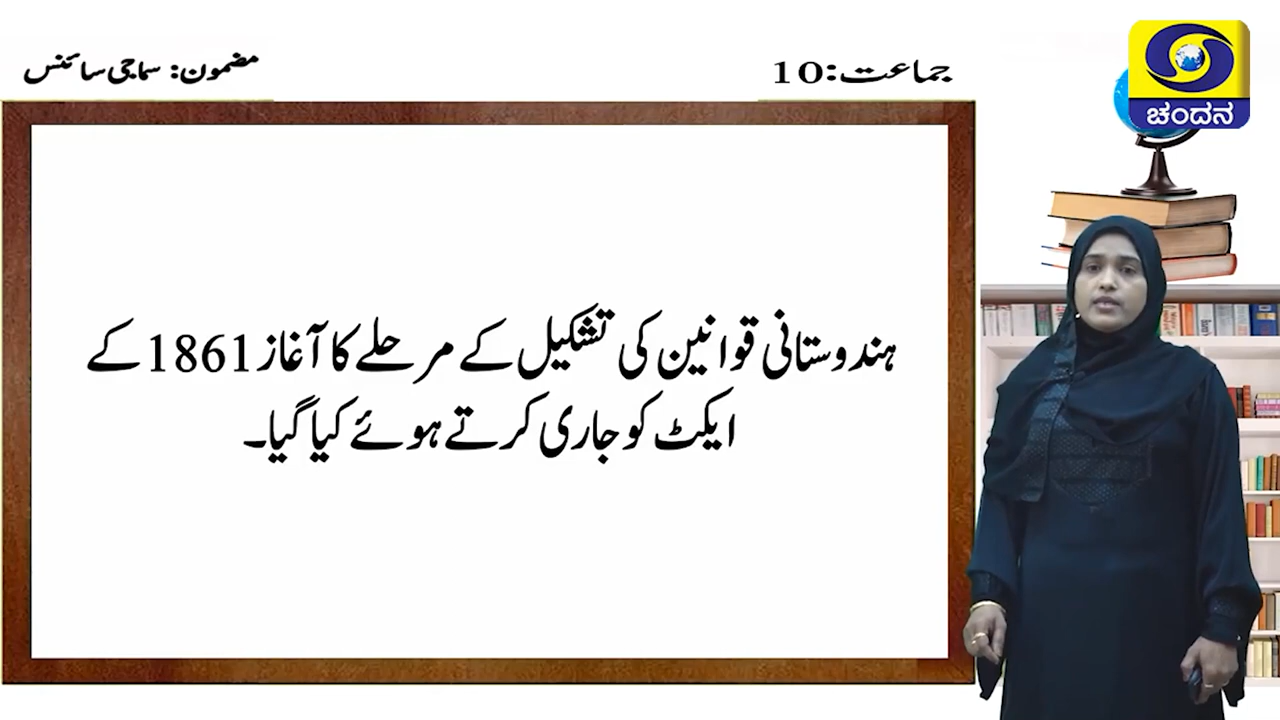 جماعت:10
مضمون: سماجی سائنس
ಚಂದನ
ہندوستانی قوانین کی تشکیل کے مرحلے کا آغاز 1861 کے
ایکٹ کو جاری کرتے ہوئے کیا گیا۔